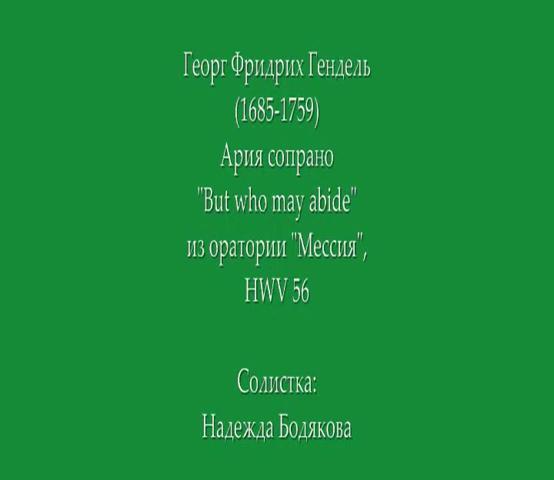 Георг Фридрих Гендель
(1685-1759)
Ария сопрано
"But who may abide"
из оратории "Мессия",
HWV 56
Солистка:
Надежда Бодякова